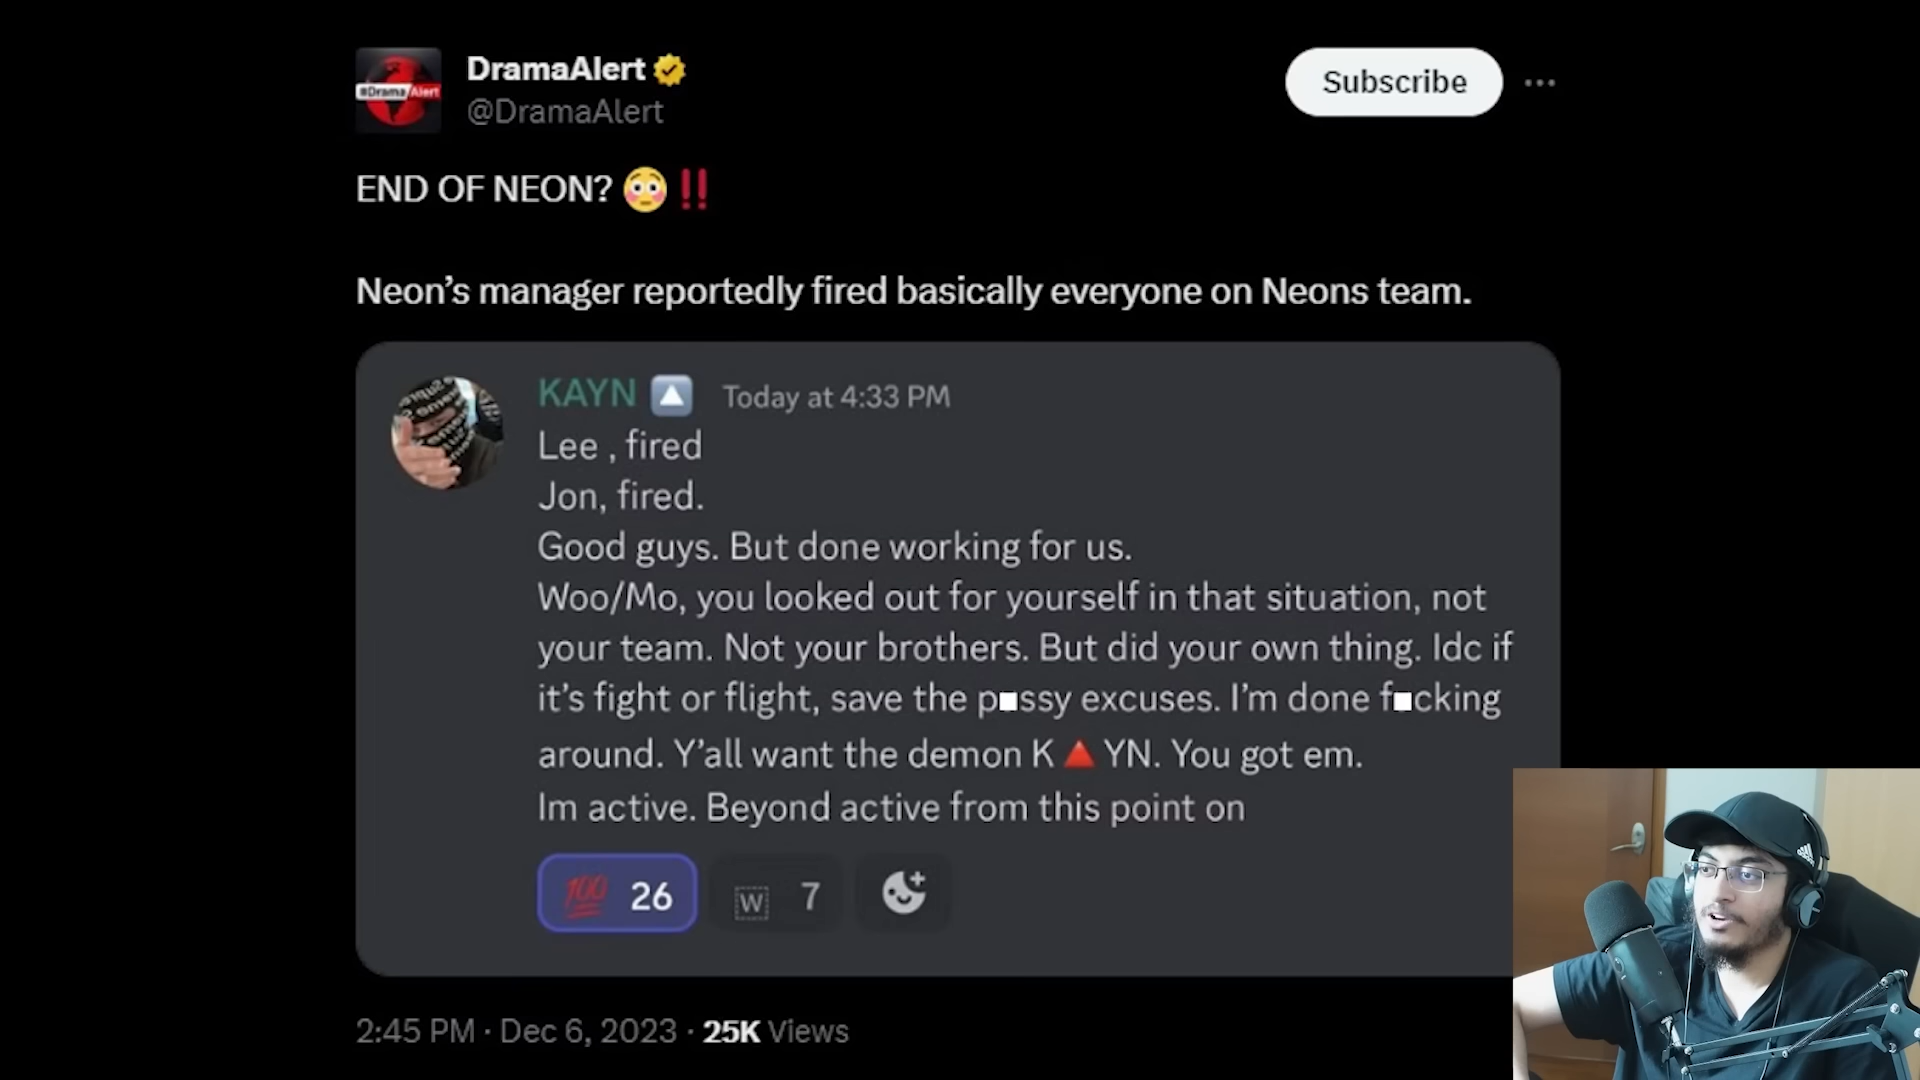 #DramaAlert
DramaAlert
@DramaAlert
Subscribe
END OF NEON? 😳 ‼️
Neon’s manager reportedly fired basically everyone on Neons team.
KAYN 🔼 Today at 4:33 PM
Lee , fired
Jon, fired.
Good guys. But done working for us.
Woo/Mo, you looked out for yourself in that situation, not
your team. Not your brothers. But did your own thing. Idc if
it’s fight or flight, save the p■ssy excuses. I’m done f■cking
around. Y’all want the demon K🔺YN. You got em.
Im active. Beyond active from this point on
💯 26 W 7
2:45 PM · Dec 6, 2023 · 25K Views